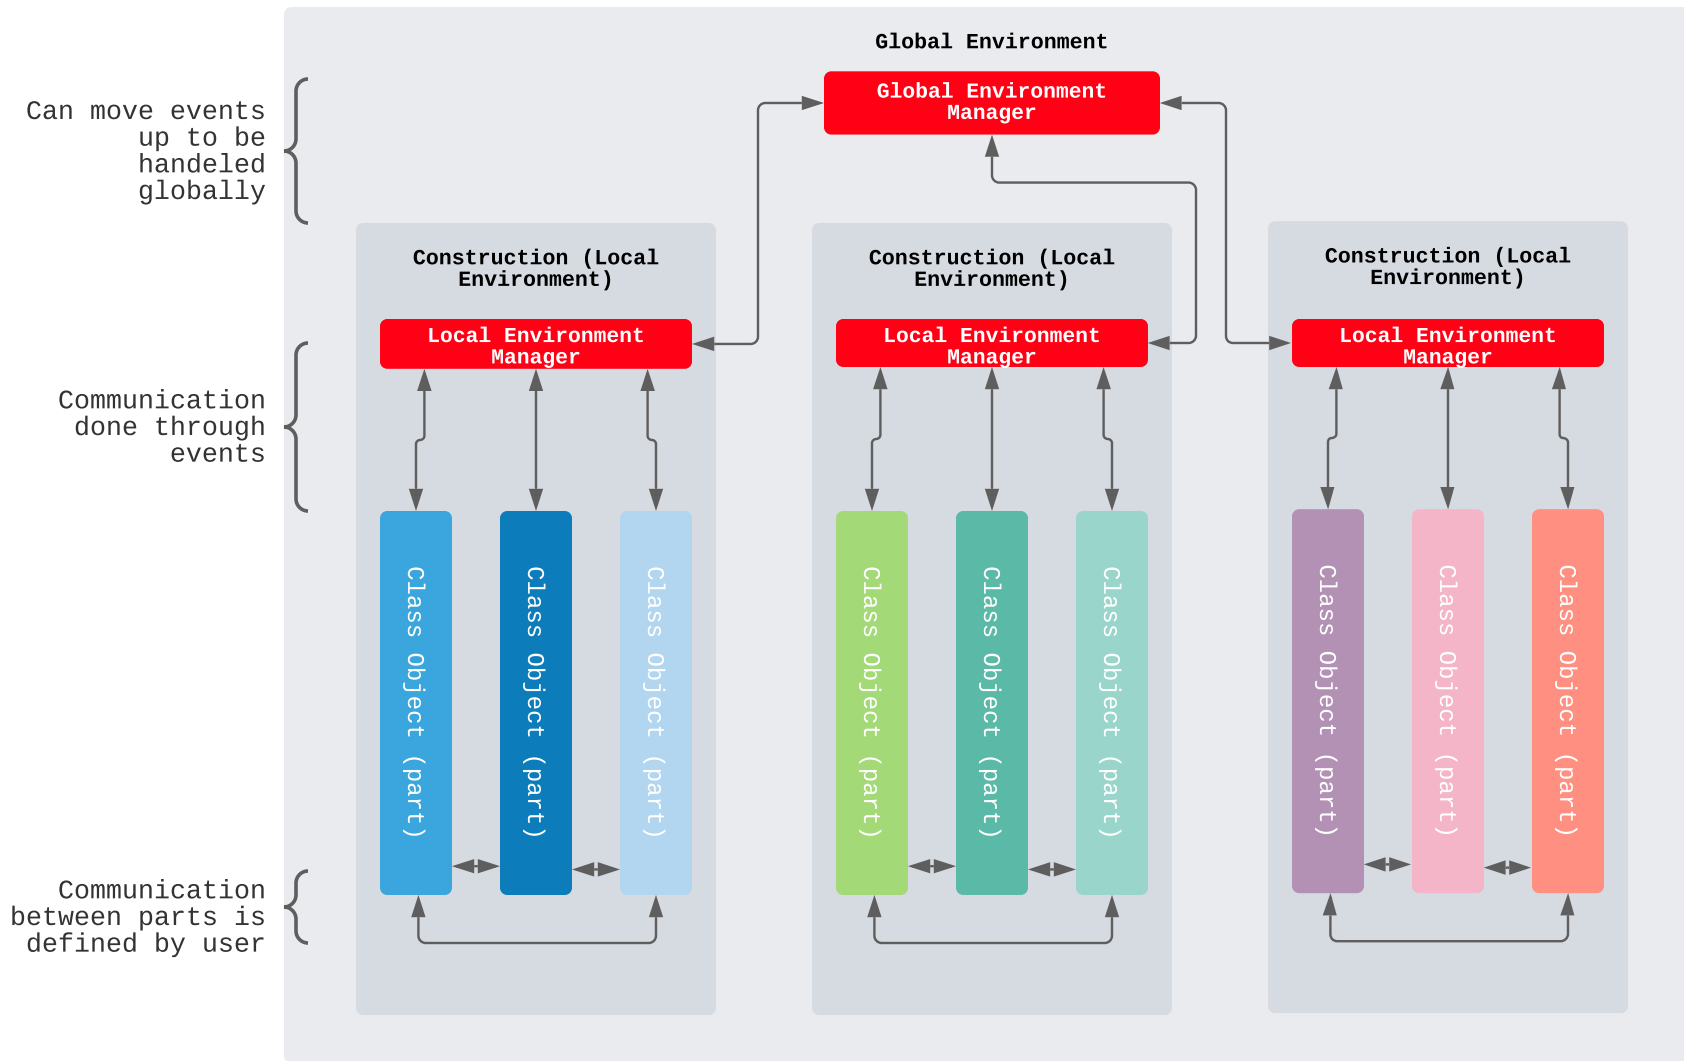 Global Environment
Global Environment
Manager
Can move events
up to be
handeled
globally
Construction (Local
Environment)
Construction (Local
Environment)
Construction (Local
Environment)
Local Environment
Manager
Local Environment
Manager
Local Environment
Manager
Communication
done through
events
Class Object (part)
Class Object (part)
Class Object (part)
Class Object (part)
Class Object (part)
Class Object (part)
Class Object (part)
Class Object (part)
Class Object (part)
Communication
between parts is
defined by user